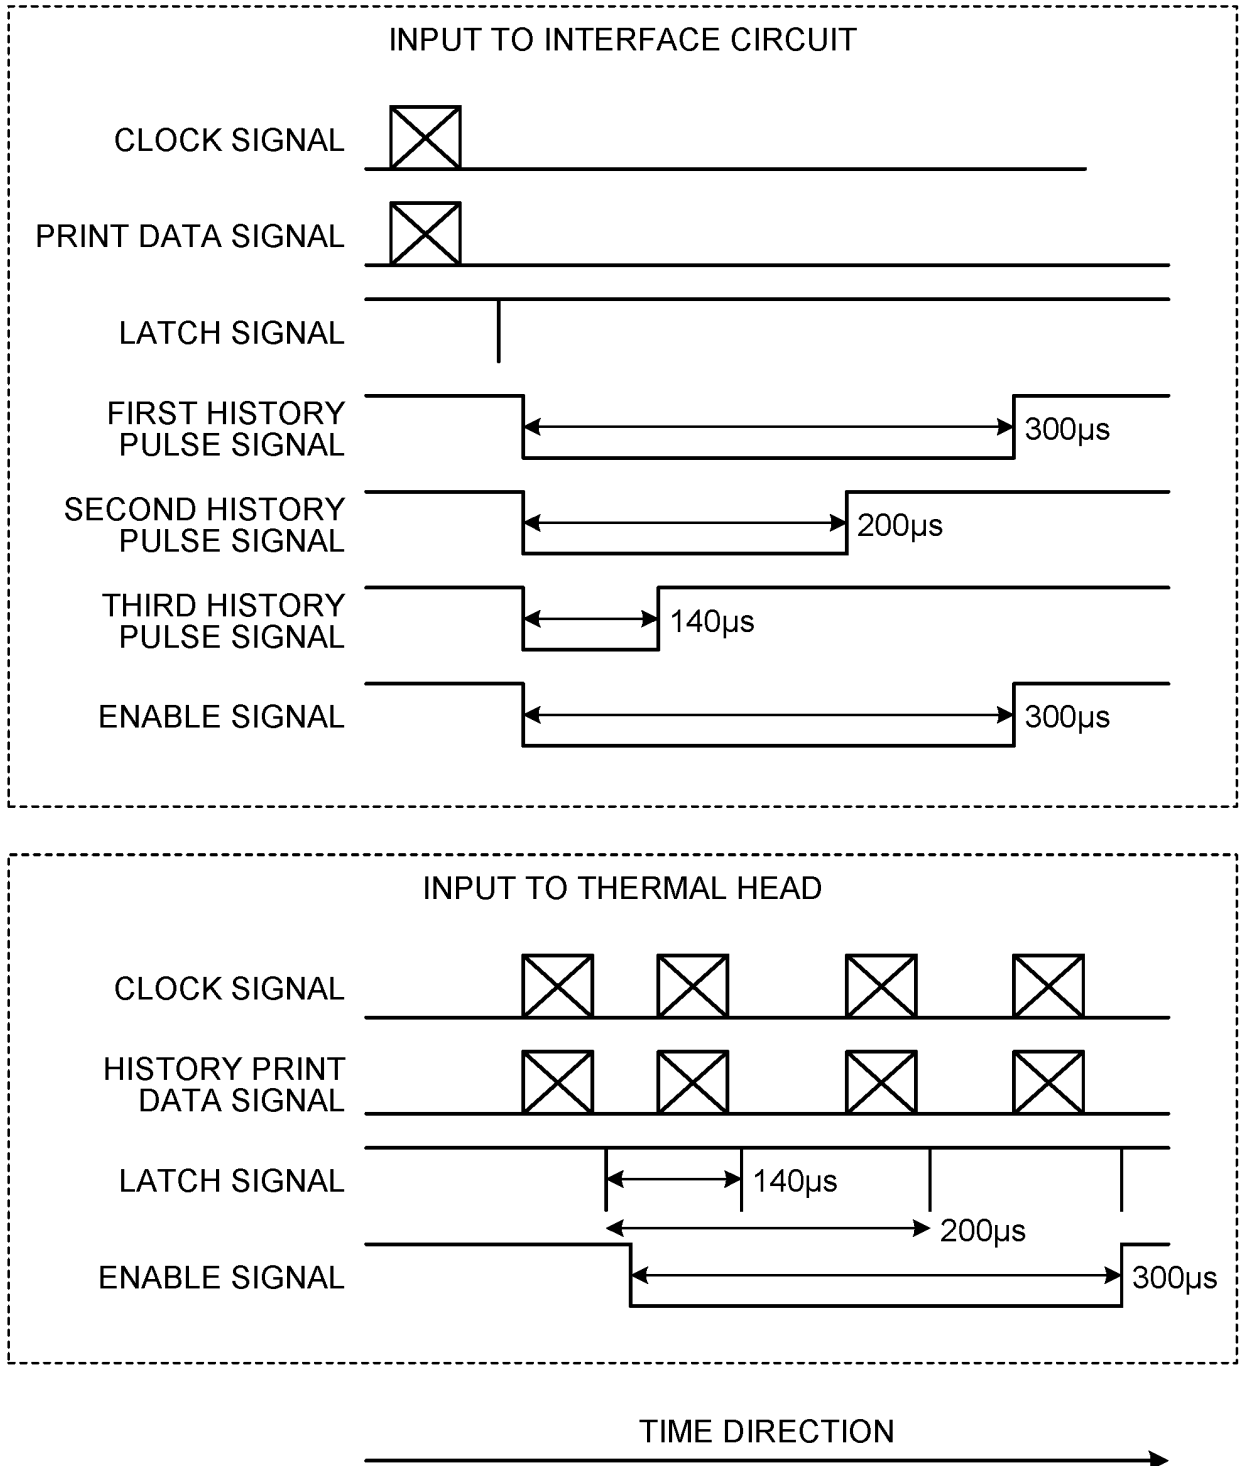 INPUT TO INTERFACE CIRCUIT
CLOCK SIGNAL
PRINT DATA SIGNAL
LATCH SIGNAL
FIRST HISTORY
PULSE SIGNAL
300µs
SECOND HISTORY
PULSE SIGNAL
200µs
THIRD HISTORY
PULSE SIGNAL
140µs
ENABLE SIGNAL
300µs
INPUT TO THERMAL HEAD
CLOCK SIGNAL
HISTORY PRINT
DATA SIGNAL
LATCH SIGNAL
140µs
200µs
ENABLE SIGNAL
300µs
TIME DIRECTION